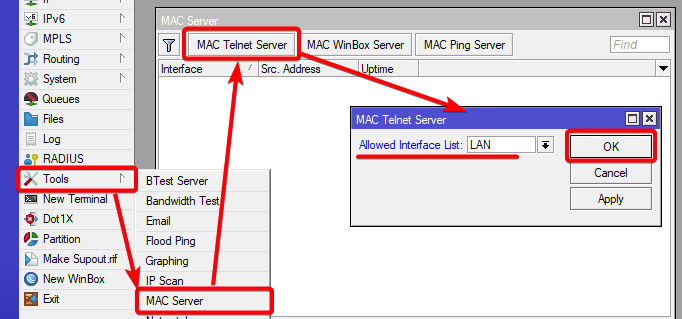 IPv6
MPLS
Routing
System
Queues
Files
Log
RADIUS
Tools
New Terminal
Dot1X
Partition
Make Supout.rif
New WinBox
Exit
BTest Server
Bandwidth Test
Email
Flood Ping
Graphing
IP Scan
MAC Server
MAC Server
MAC Telnet Server
MAC WinBox Server
MAC Ping Server
Find
Interface
Src. Address
Uptime
MAC Telnet Server
Allowed Interface List:
LAN
OK
Cancel
Apply